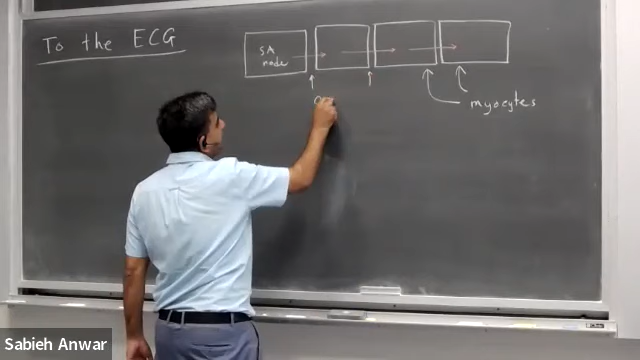 To the ECG
SA
node
myocytes
Sabieh Anwar